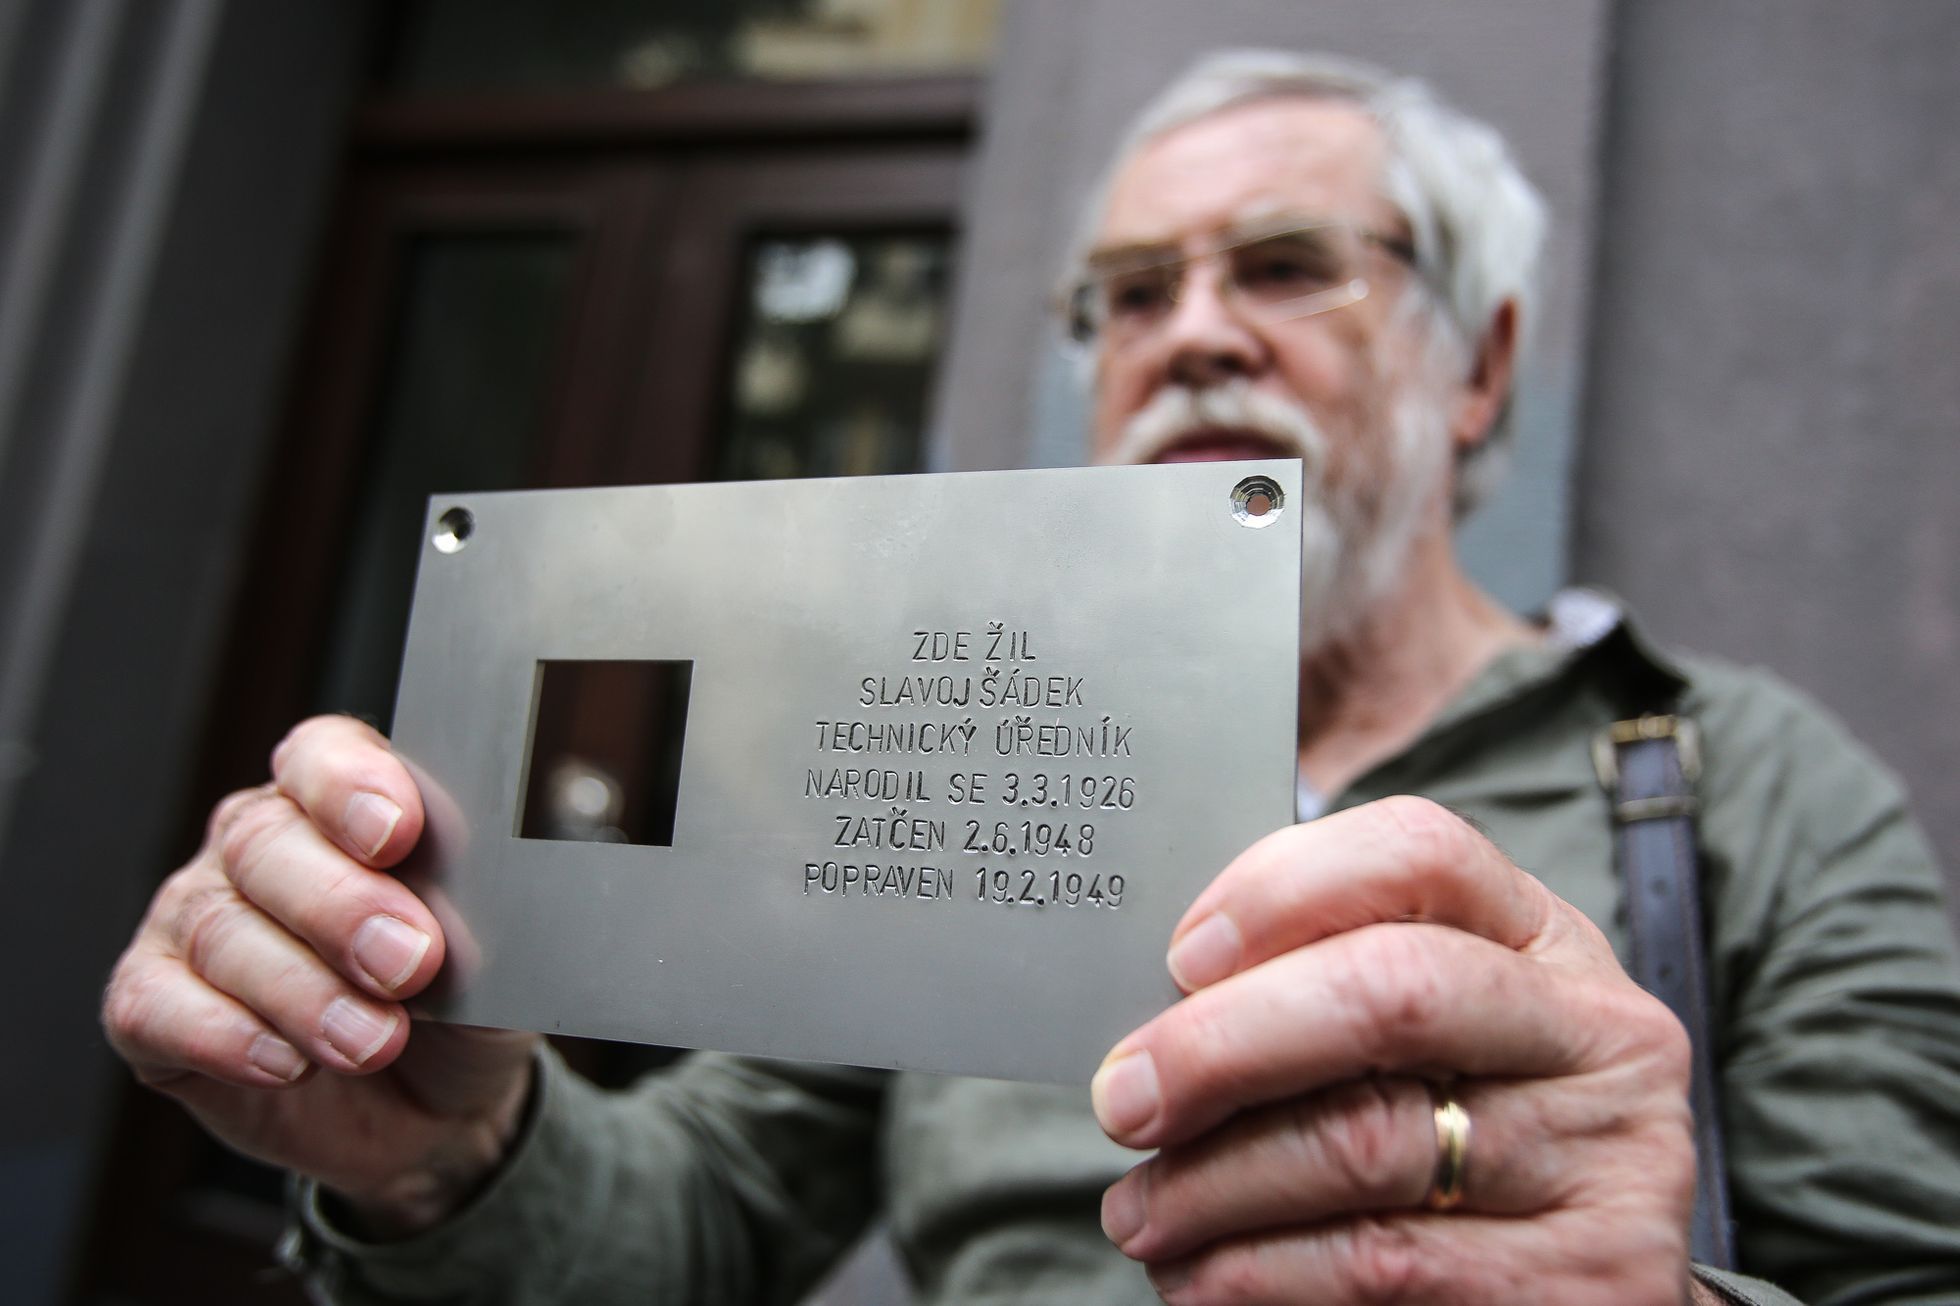 ZDE ŽIL
SLAVOJ ŠÁDEK
TECHNICKÝ ÚŘEDNÍK
NARODIL SE 3.3.1926
ZATČEN 2.6.1948
POPRAVEN 19.2.1949